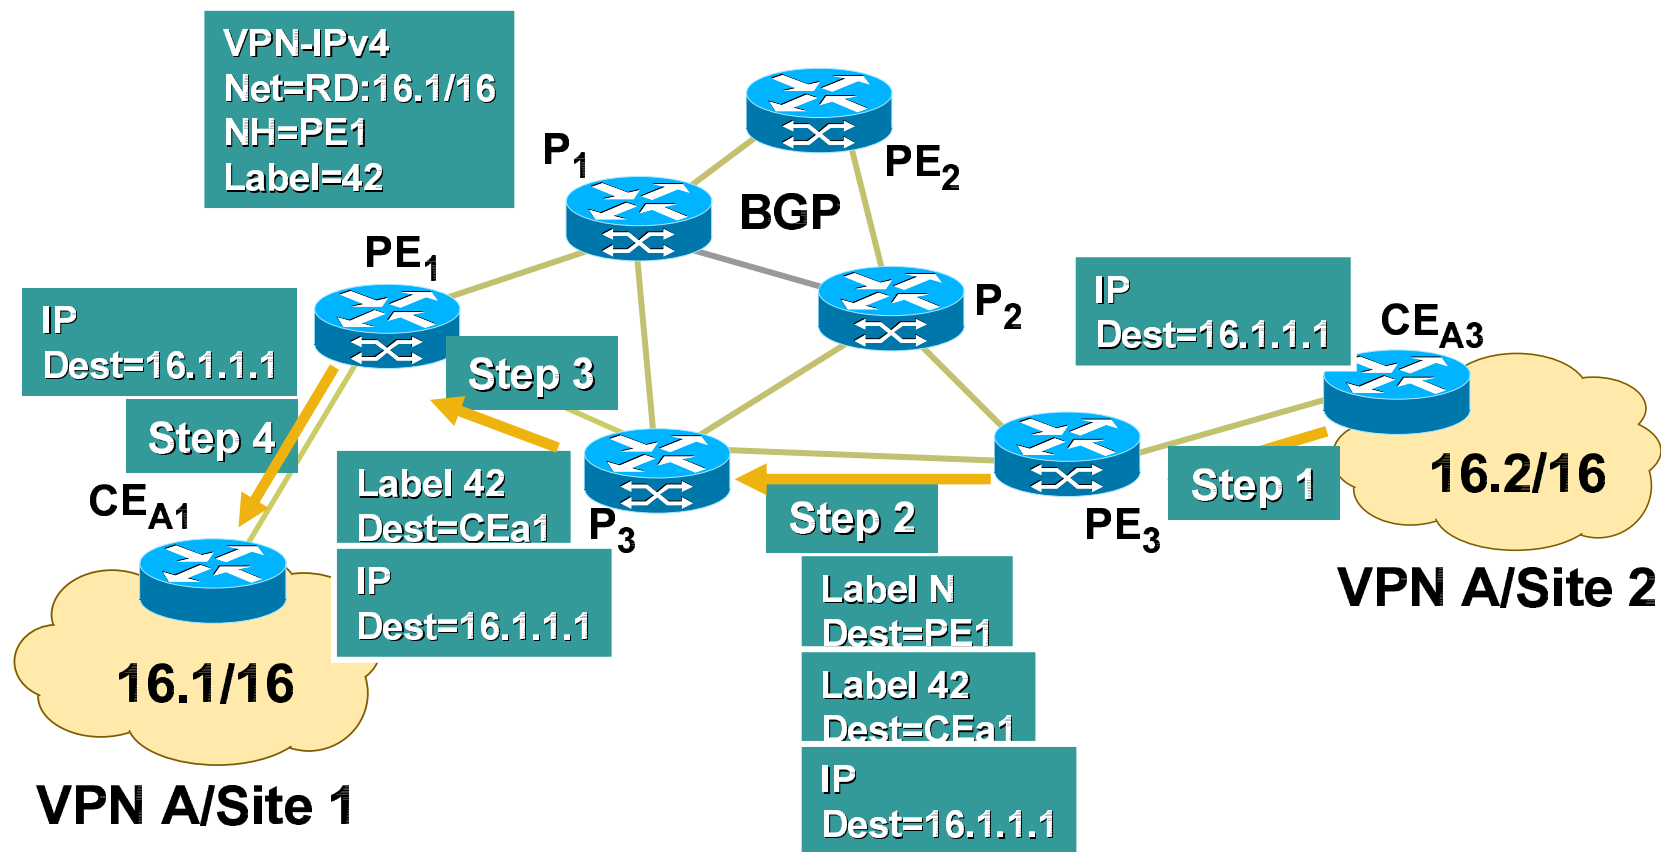 VPN-IPv4
Net=RD:16.1/16
NH=PE1
Label=42
P1
PE2
BGP
PE1
P2
IP
Dest=16.1.1.1
CEA3
IP
Dest=16.1.1.1
Step 3
Step 4
Step 1
16.2/16
CEA1
Label 42
Dest=CEa1
P3
Step 2
PE3
IP
Dest=16.1.1.1
Label N
Dest=PE1
VPN A/Site 2
16.1/16
Label 42
Dest=CEa1
IP
Dest=16.1.1.1
VPN A/Site 1